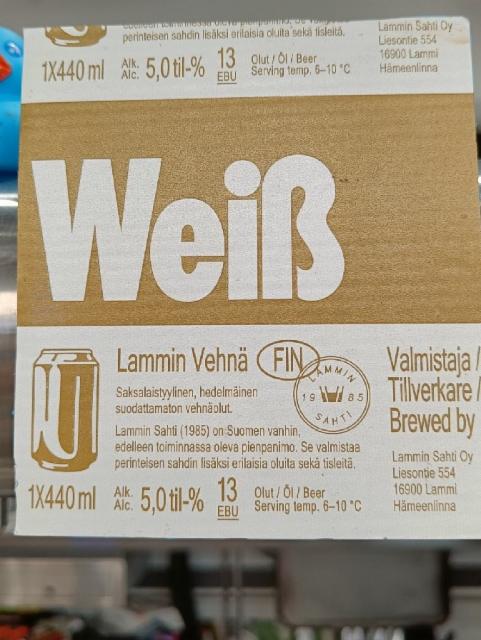 perinteisen sahdin lisäksi erilaisia oluita sekä tisleitä.
1X440 ml
Alk.
Alc. 5,0 til-%
13
EBU
Olut / Öl / Beer
Serving temp. 6–10 °C
Lammin Sahti Oy
Liesontie 554
16900 Lammi
Hämeenlinna
Weiß
Lammin Vehnä
FIN
Saksalaistyylinen, hedelmäinen
suodattamaton vehnäolut.
Lammin Sahti (1985) on Suomen vanhin,
edelleen toiminnassa oleva pienpanimo. Se valmistaa
perinteisen sahdin lisäksi erilaisia oluita sekä tisleitä.
LAMMIN
19 85
SAHTI
1X440 ml
Alk.
Alc. 5,0 til-%
13
EBU
Olut / Öl / Beer
Serving temp. 6–10 °C
Valmistaja /
Tillverkare /
Brewed by
Lammin Sahti Oy
Liesontie 554
16900 Lammi
Hämeenlinna